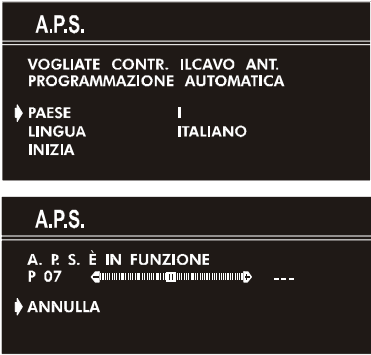 A.P.S.
VOGLIATE CONTR. ILCAVO ANT.
PROGRAMMAZIONE AUTOMATICA
PAESE I
LINGUA ITALIANO
INIZIA
A.P.S.
A. P. S. È IN FUNZIONE
P 07 ---
ANNULLA